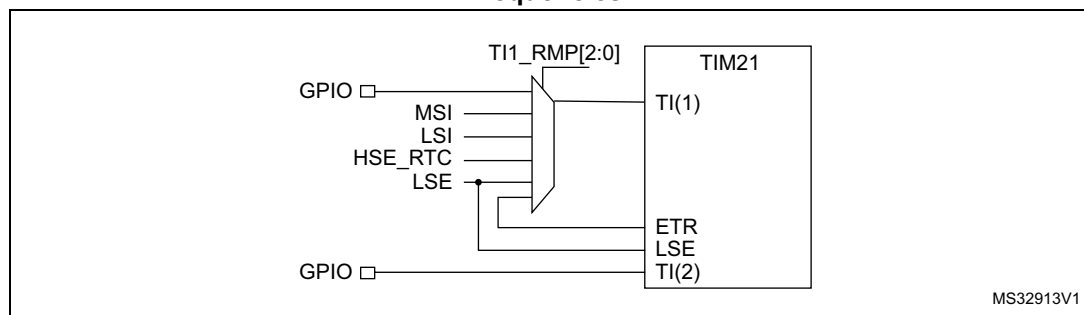 TI1_RMP[2:0]
TIM21
GPIO
TI(1)
MSI
LSI
HSE_RTC
LSE
ETR
LSE
GPIO
TI(2)
MS32913V1